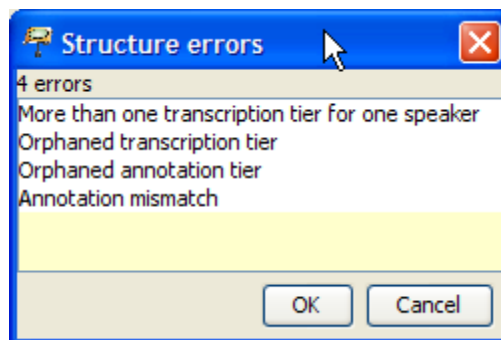 Structure errors
4 errors
More than one transcription tier for one speaker
Orphaned transcription tier
Orphaned annotation tier
Annotation mismatch
OK Cancel